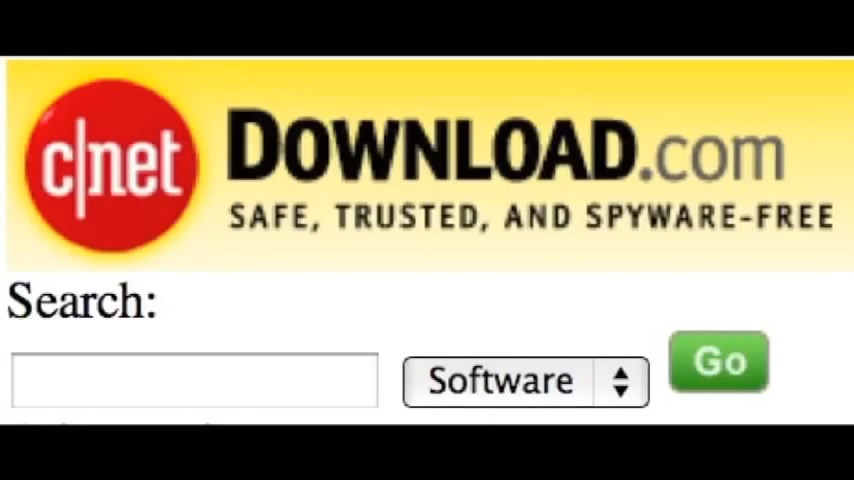 c|net
DOWNLOAD.com
SAFE, TRUSTED, AND SPYWARE-FREE
Search:
Software
Go